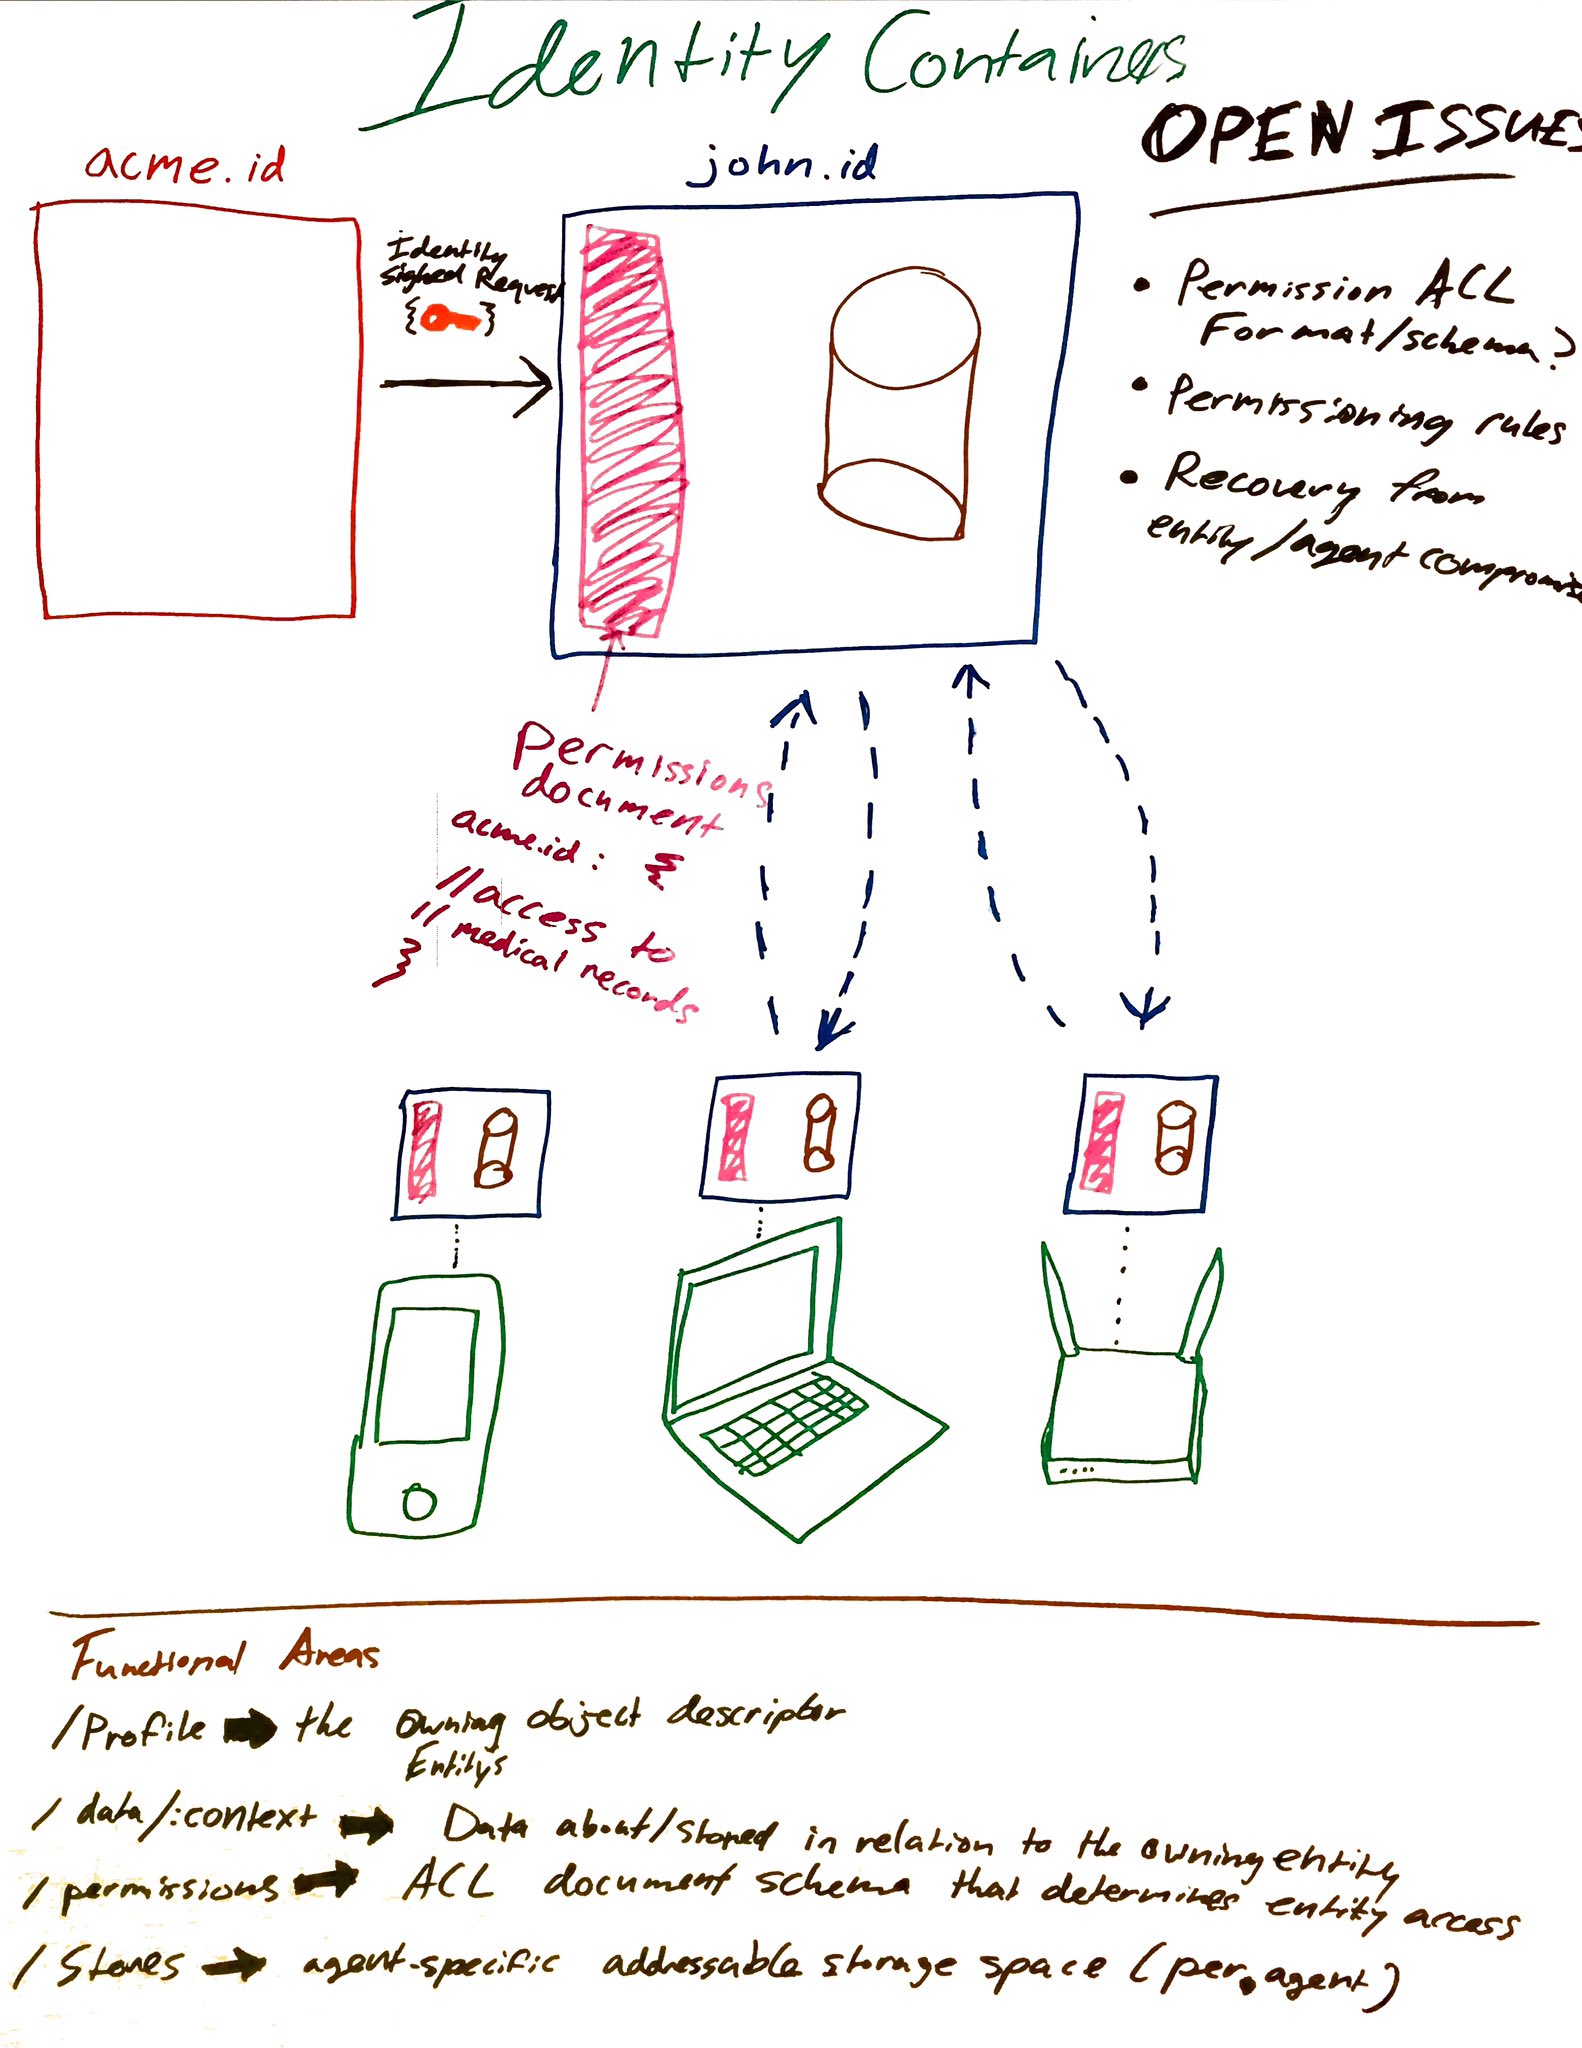 Identity Containers
OPEN ISSUES
acme.id
john.id
Identity
Signed Request
{ }
• Permission ACL
Format/schema?
• Permissioning rules
• Recovery from
entity/agent compromise
Permissions
document
acme.id: {
// access to
// medical records
}
Functional Areas
/Profile → the owning object descriptor
Entitys
/data/:context → Data about/stored in relation to the owning entity
/permissions → ACL document schema that determines entity access
/Stores → agent-specific addressable storage space (per.agent)